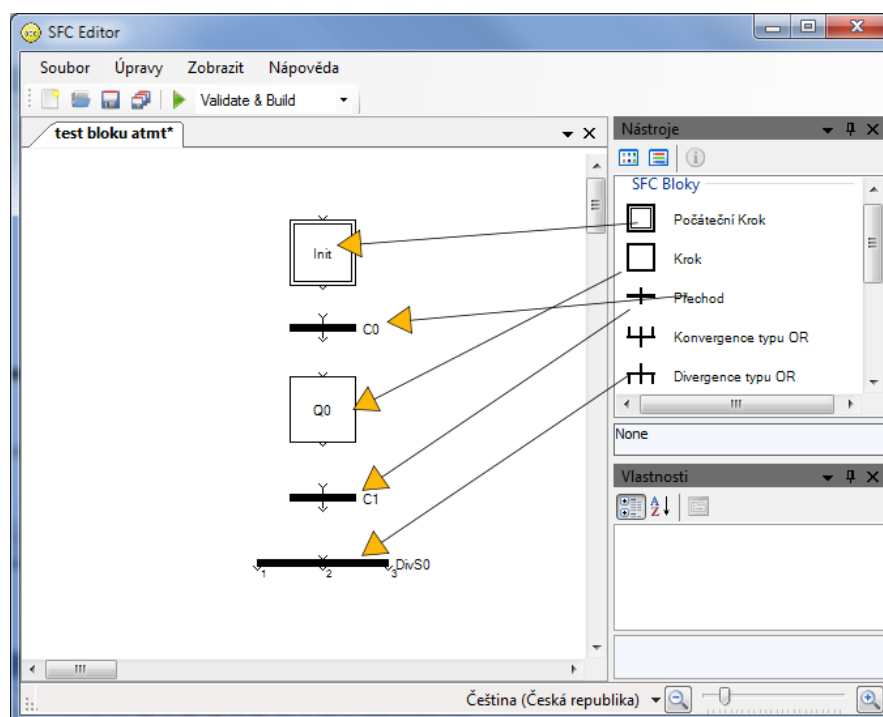 SFC Editor
Soubor Úpravy Zobrazit Nápověda
Validate & Build
test bloku atmt*
Init
C0
Q0
C1
1 2 3 DivS0
Nástroje
SFC Bloky
Počáteční Krok
Krok
Přechod
Konvergence typu OR
Divergence typu OR
None
Vlastnosti
A
Z
Čeština (Česká republika)